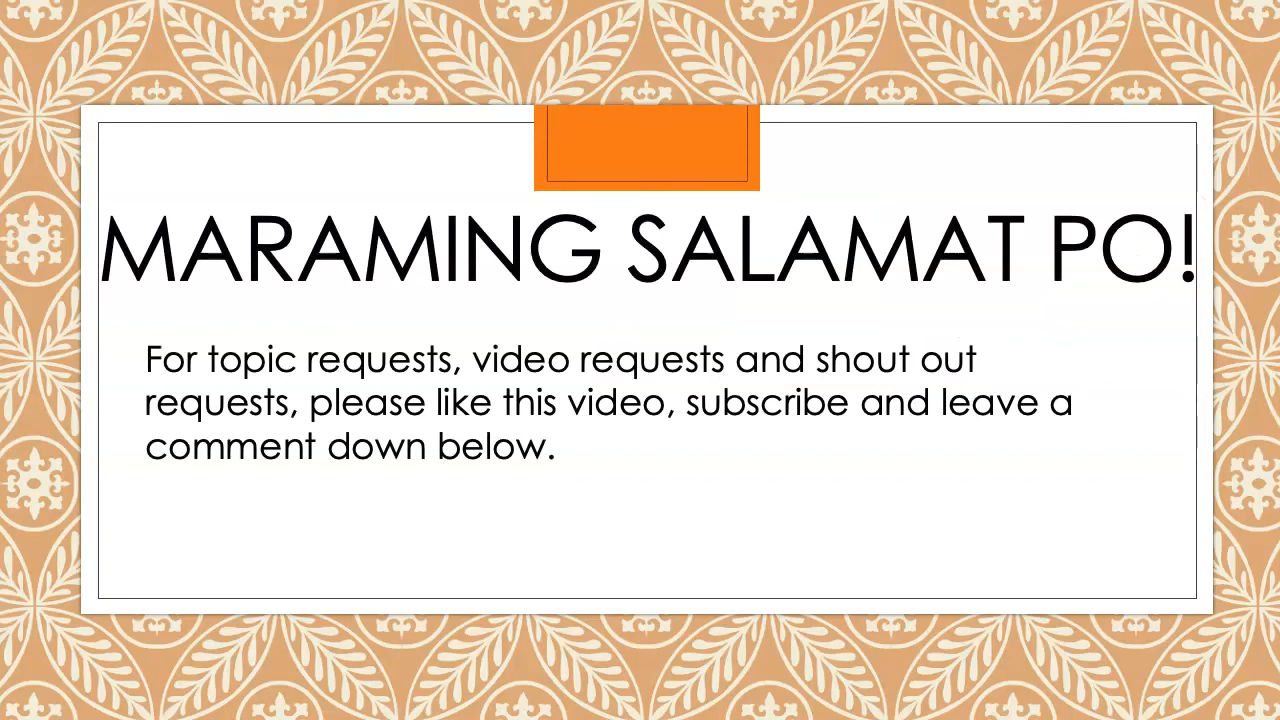 MARAMING SALAMAT PO!
For topic requests, video requests and shout out
requests, please like this video, subscribe and leave a
comment down below.